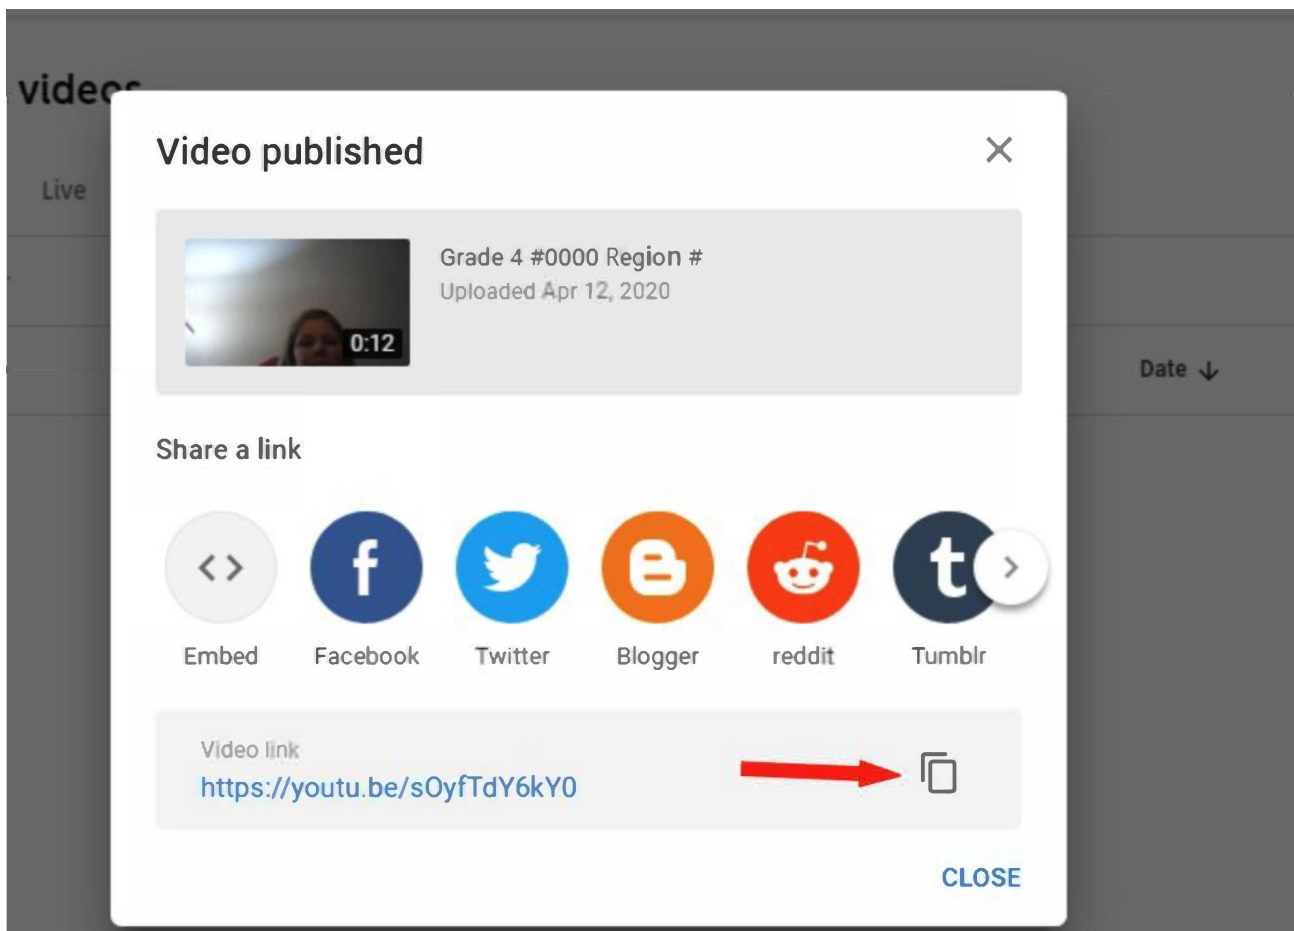 videos
Live
Video published
Grade 4 #0000 Region #
Uploaded Apr 12, 2020
0:12
Date
Share a link
Embed
Facebook
Twitter
Blogger
reddit
Tumblr
Video link
https://youtu.be/sOyfTdY6kY0
CLOSE